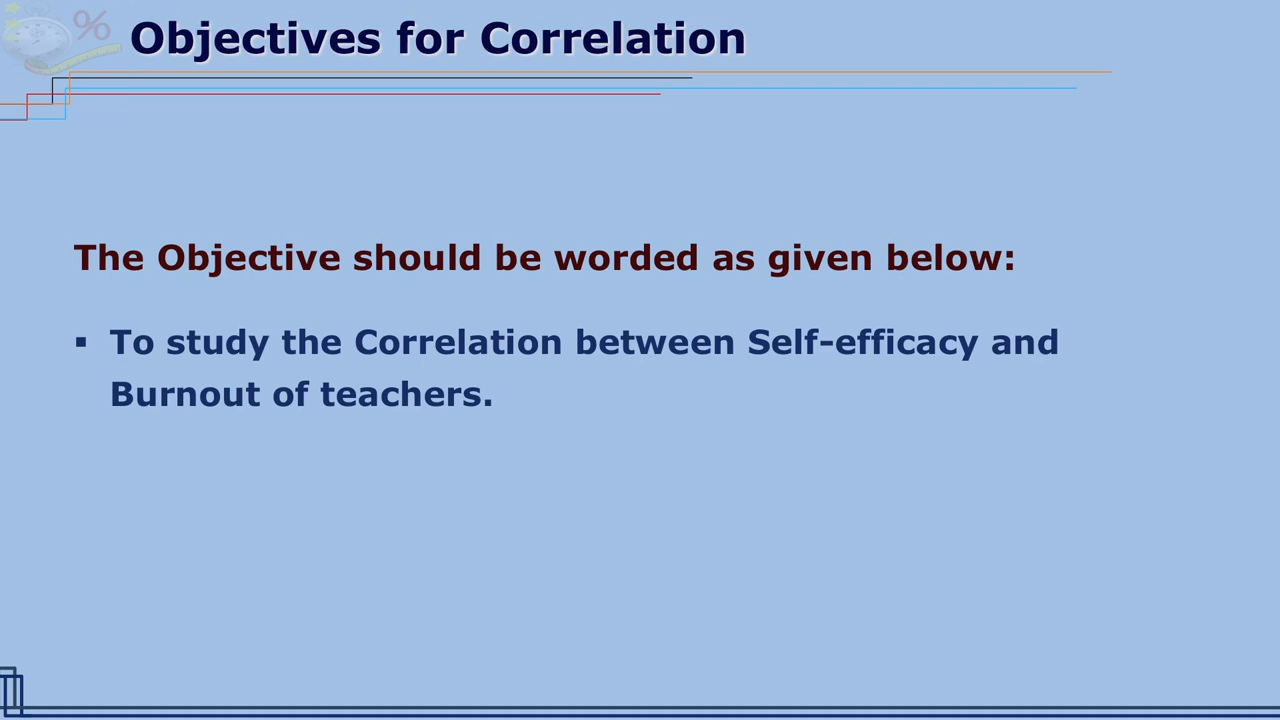 %
Objectives for Correlation
The Objective should be worded as given below:
▪ To study the Correlation between Self-efficacy and
Burnout of teachers.